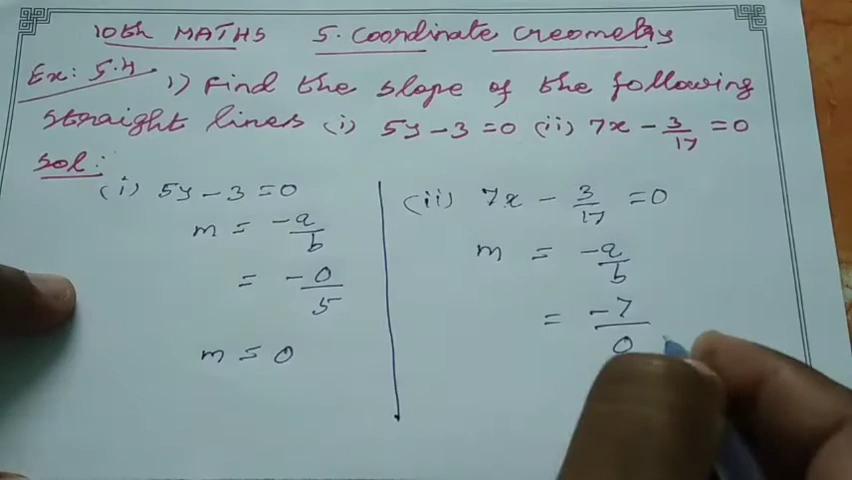 10th MATHS 5. Coordinate Geometry
Ex: 5.4 1) Find the slope of the following
straight lines (i) 5y - 3 = 0 (ii) 7x - 3/17 = 0
Sol:
(i) 5y - 3 = 0
m = -a/b
= -0/5
m = 0
(ii) 7x - 3/17 = 0
m = -a/b
= -7/0